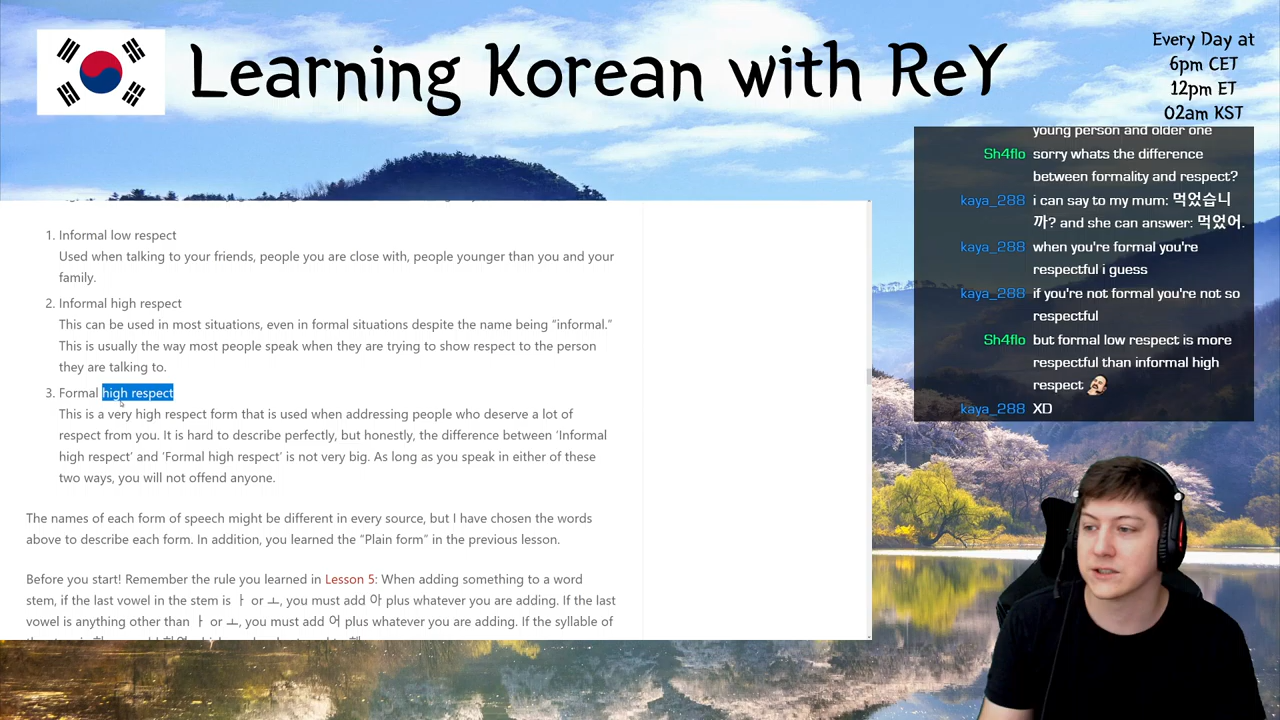 Learning Korean with ReY
Every Day at
6pm CET
12pm ET
02am KST
1. Informal low respect
Used when talking to your friends, people you are close with, people younger than you and your
family.
2. Informal high respect
This can be used in most situations, even in formal situations despite the name being “informal.”
This is usually the way most people speak when they are trying to show respect to the person
they are talking to.
3. Formal high respect
This is a very high respect form that is used when addressing people who deserve a lot of
respect from you. It is hard to describe perfectly, but honestly, the difference between ‘Informal
high respect’ and ‘Formal high respect’ is not very big. As long as you speak in either of these
two ways, you will not offend anyone.
The names of each form of speech might be different in every source, but I have chosen the words
above to describe each form. In addition, you learned the “Plain form” in the previous lesson.
Before you start! Remember the rule you learned in Lesson 5: When adding something to a word
stem, if the last vowel in the stem is ㅏ or ㅗ, you must add 아 plus whatever you are adding. If the last
vowel is anything other than ㅏ or ㅗ, you must add 어 plus whatever you are adding. If the syllable of
young person and older one
Sh4flo sorry whats the difference
between formality and respect?
kaya_288 i can say to my mum: 먹었습니
까? and she can answer: 먹었어.
kaya_288 when you're formal you're
respectful i guess
kaya_288 if you're not formal you're not so
respectful
Sh4flo but formal low respect is more
respectful than informal high
respect
kaya_288 XD